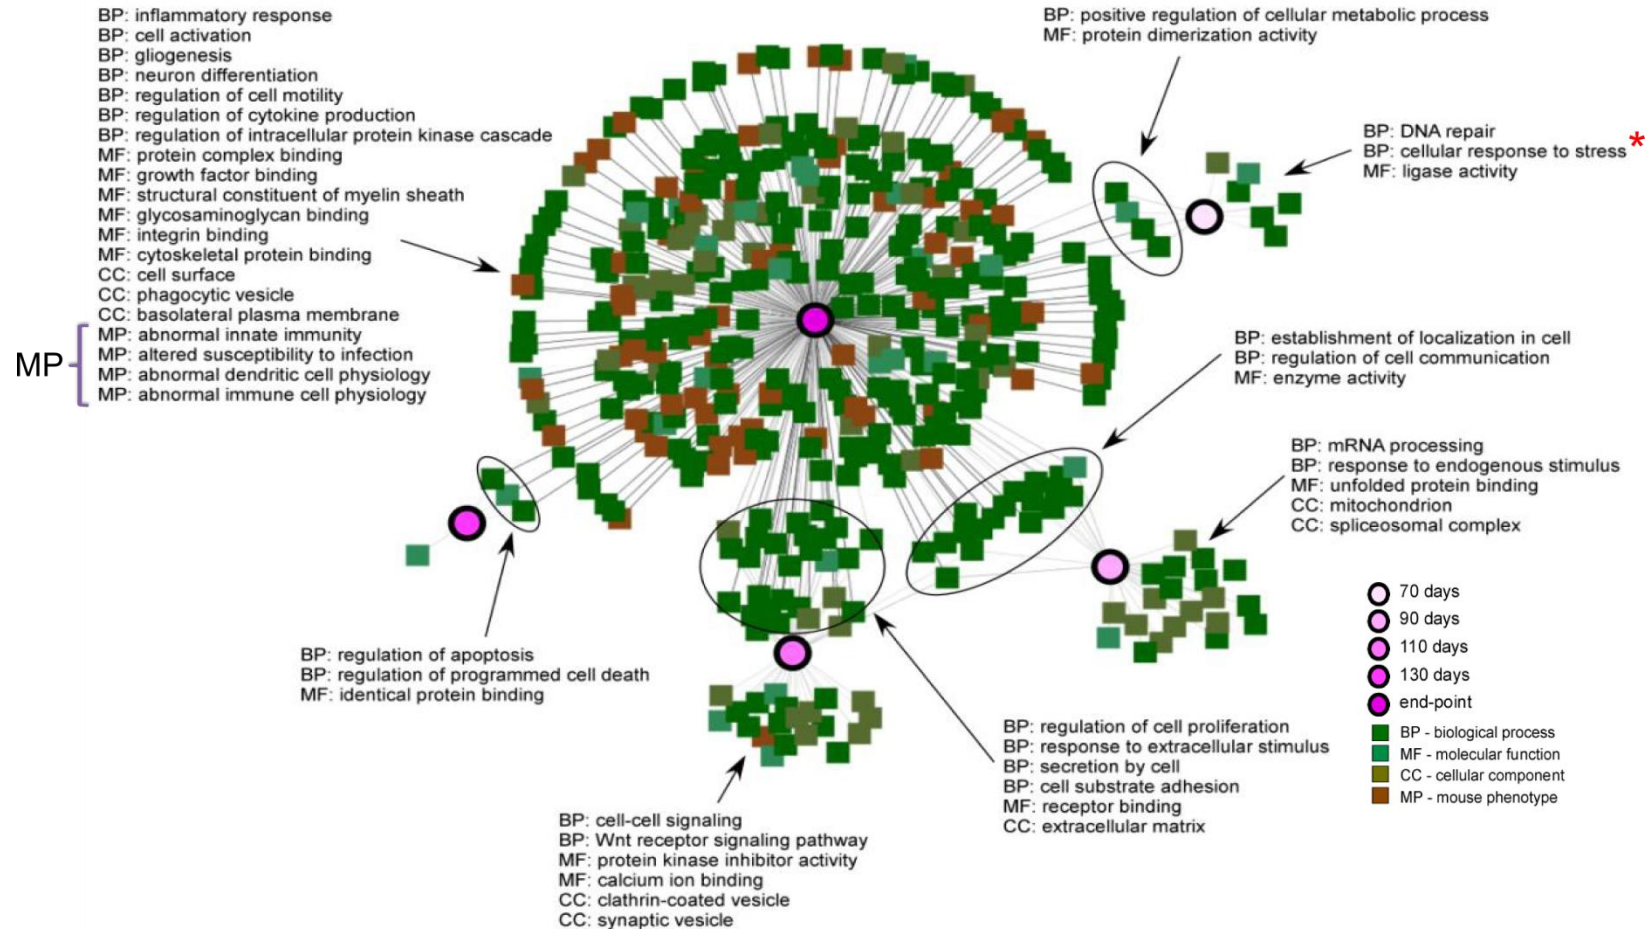 BP: inflammatory response
BP: cell activation
BP: gliogenesis
BP: neuron differentiation
BP: regulation of cell motility
BP: regulation of cytokine production
BP: regulation of intracellular protein kinase cascade
MF: protein complex binding
MF: growth factor binding
MF: structural constituent of myelin sheath
MF: glycosaminoglycan binding
MF: integrin binding
MF: cytoskeletal protein binding
CC: cell surface
CC: phagocytic vesicle
CC: basolateral plasma membrane
MP: abnormal innate immunity
MP: altered susceptibility to infection
MP: abnormal dendritic cell physiology
MP: abnormal immune cell physiology
MP
BP: positive regulation of cellular metabolic process
MF: protein dimerization activity
BP: DNA repair
BP: cellular response to stress *
MF: ligase activity
BP: establishment of localization in cell
BP: regulation of cell communication
MF: enzyme activity
BP: mRNA processing
BP: response to endogenous stimulus
MF: unfolded protein binding
CC: mitochondrion
CC: spliceosomal complex
BP: regulation of apoptosis
BP: regulation of programmed cell death
MF: identical protein binding
BP: regulation of cell proliferation
BP: response to extracellular stimulus
BP: secretion by cell
BP: cell substrate adhesion
MF: receptor binding
CC: extracellular matrix
BP: cell-cell signaling
BP: Wnt receptor signaling pathway
MF: protein kinase inhibitor activity
MF: calcium ion binding
CC: clathrin-coated vesicle
CC: synaptic vesicle
70 days
90 days
110 days
130 days
end-point
BP - biological process
MF - molecular function
CC - cellular component
MP - mouse phenotype